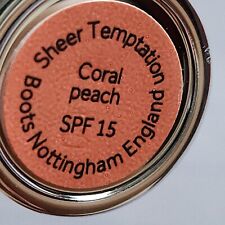 Sheer Temptation
Coral
peach
SPF 15
Boots Nottingham England